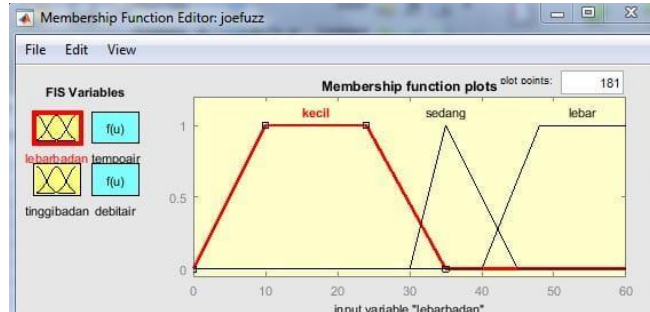 Membership Function Editor: joefuzz
File Edit View
FIS Variables
f(u)
lebarbadan tempoair
f(u)
tinggibadan debitair
Membership function plots plot points: 181
kecil sedang lebar
1
0.5
0
0 10 20 30 40 50 60
input variable "lebarbadan"